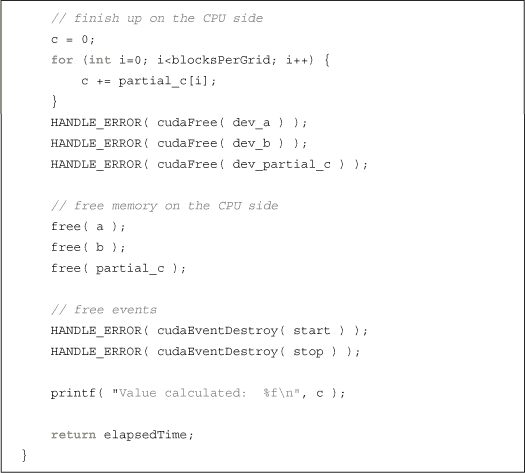 // finish up on the CPU side
c = 0;
for (int i=0; i<blocksPerGrid; i++) {
c += partial_c[i];
}
HANDLE_ERROR( cudaFree( dev_a ) );
HANDLE_ERROR( cudaFree( dev_b ) );
HANDLE_ERROR( cudaFree( dev_partial_c ) );
// free memory on the CPU side
free( a );
free( b );
free( partial_c );
// free events
HANDLE_ERROR( cudaEventDestroy( start ) );
HANDLE_ERROR( cudaEventDestroy( stop ) );
printf( "Value calculated:  %f\n", c );
return elapsedTime;
}